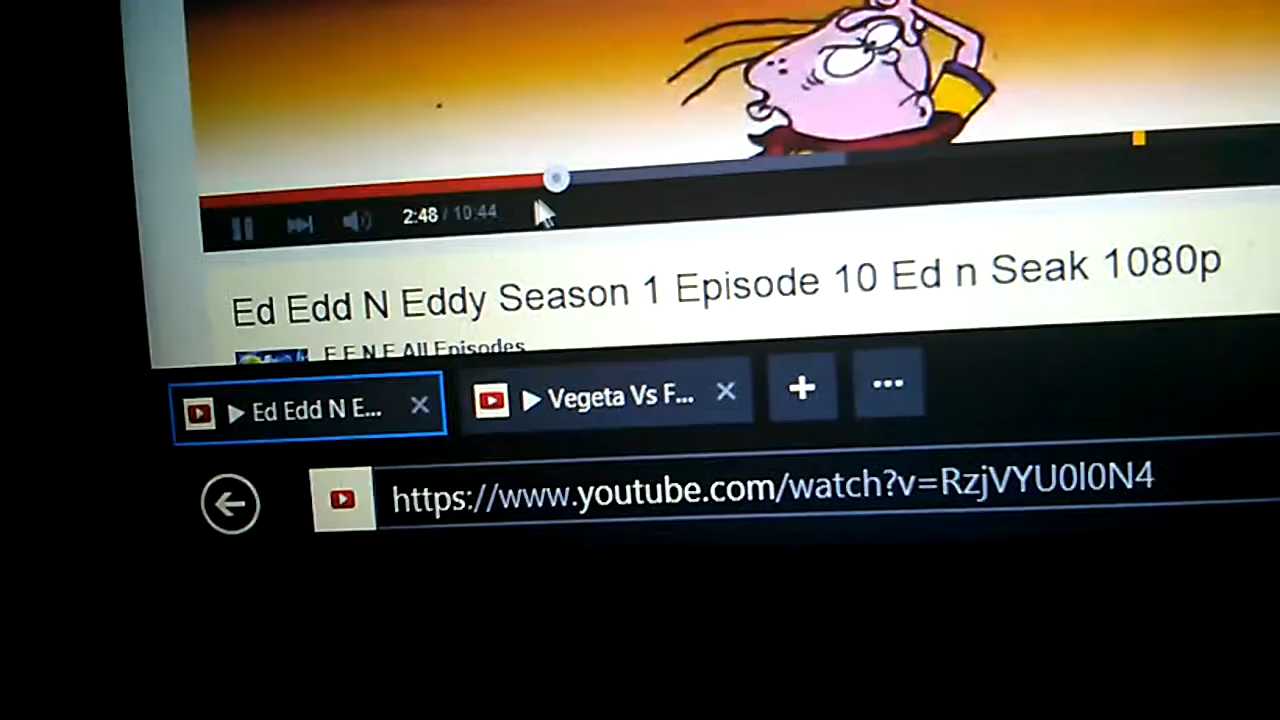 2:48 / 10:44
Ed Edd N Eddy Season 1 Episode 10 Ed n Seak 1080p
E.E.N.E All Episodes
Ed Edd N E...
Vegeta Vs F...
https://www.youtube.com/watch?v=RzjVYU0l0N4